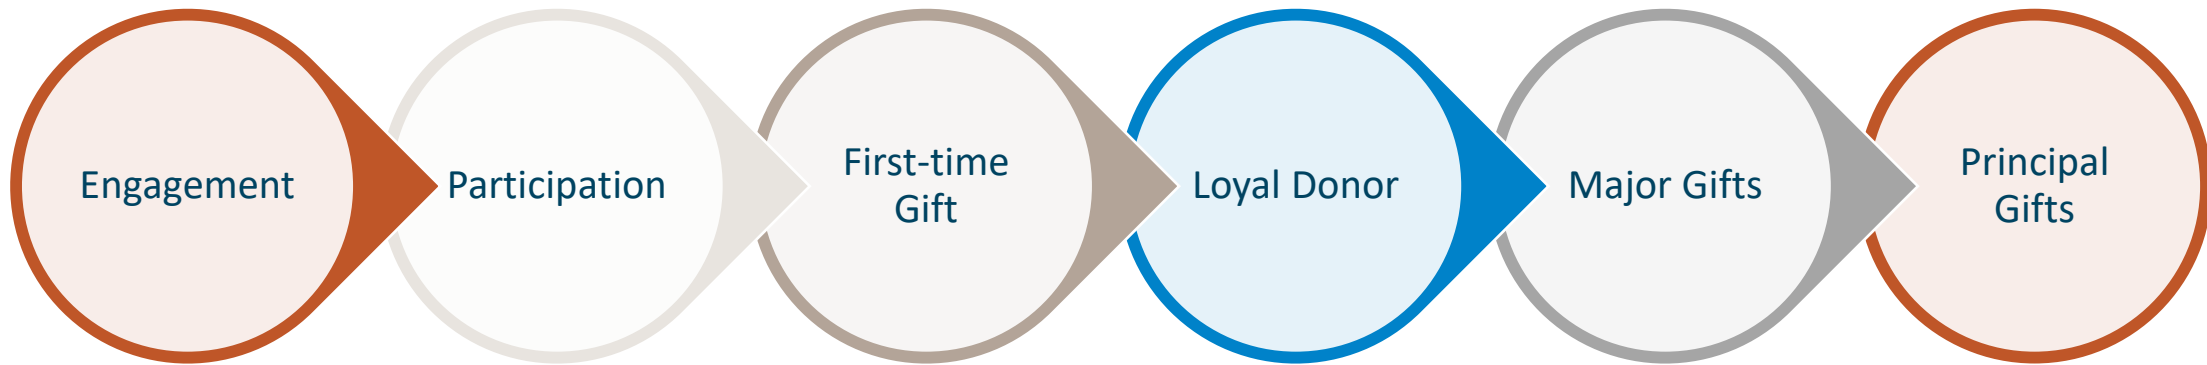 Engagement
Participation
First-time
Gift
Loyal Donor
Major Gifts
Principal
Gifts